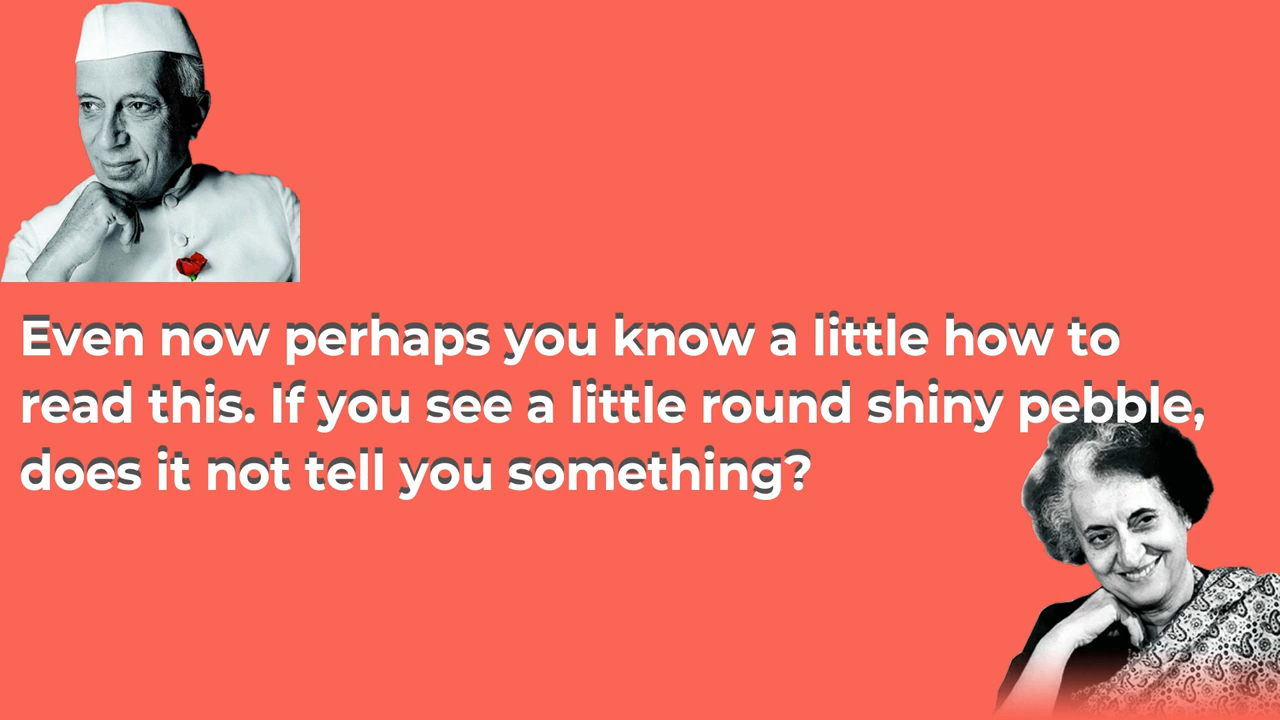 Even now perhaps you know a little how to
read this. If you see a little round shiny pebble,
does it not tell you something?